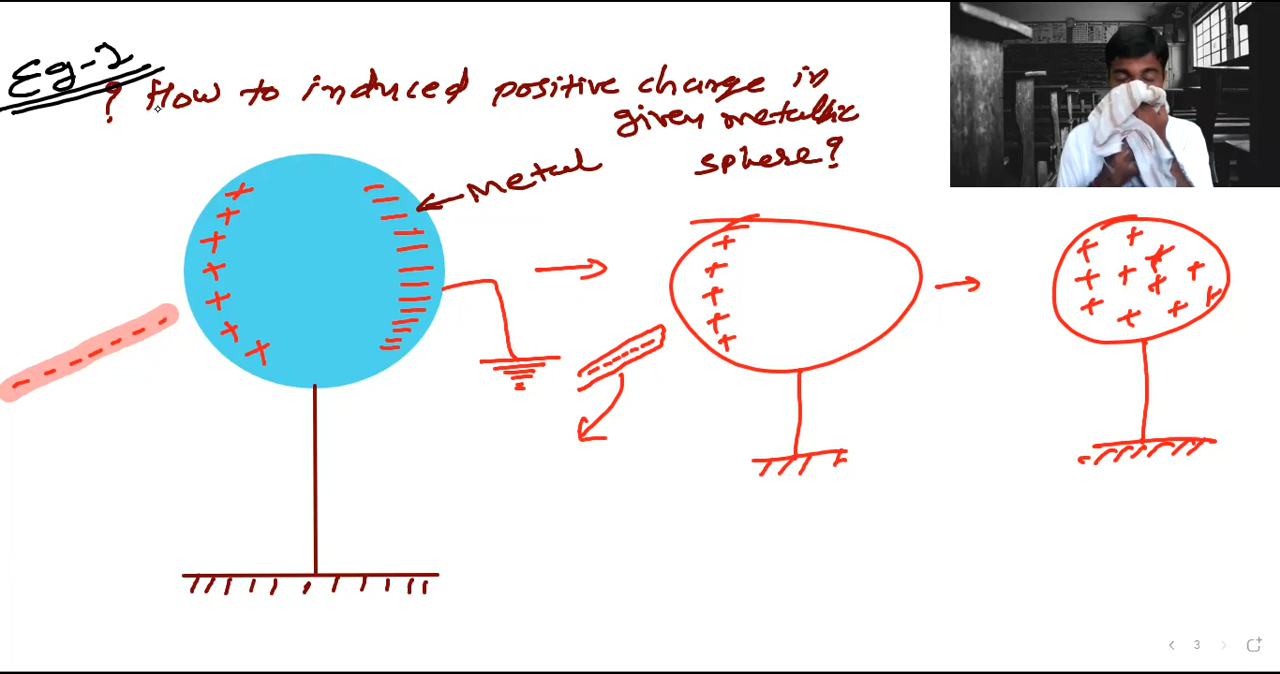 Eg-2
? How to induced positive charge in
given metallic
sphere?
Metal
3